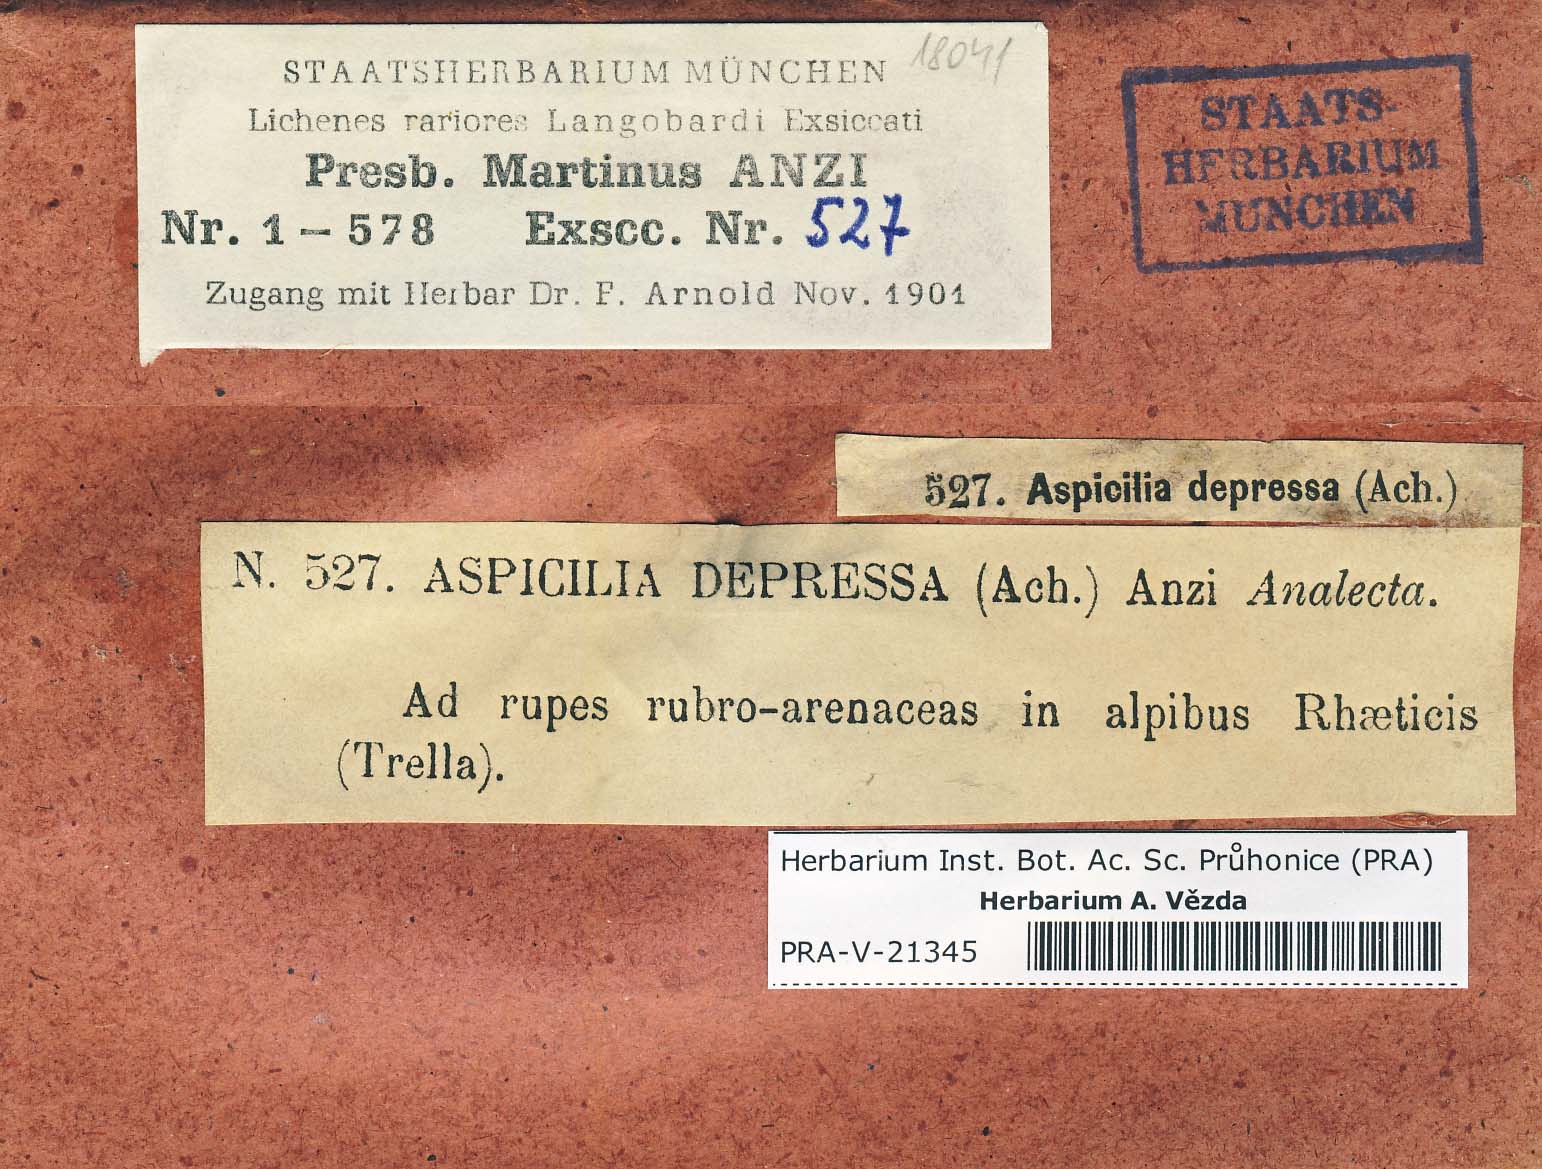 STAATSHERBARIUM MÜNCHEN
18041
Lichenes rariores Langobardi Exsiccati
Presb. Martinus ANZI
Nr. 1 – 578 Exscc. Nr. 527
Zugang mit Herbar Dr. F. Arnold Nov. 1901
STAATS-
HERBARIUM
MÜNCHEN
527. Aspicilia depressa (Ach.)
N. 527. ASPICILIA DEPRESSA (Ach.) Anzi Analecta.
Ad rupes rubro-arenaceas in alpibus Rhæticis
(Trella).
Herbarium Inst. Bot. Ac. Sc. Průhonice (PRA)
Herbarium A. Vězda
PRA-V-21345